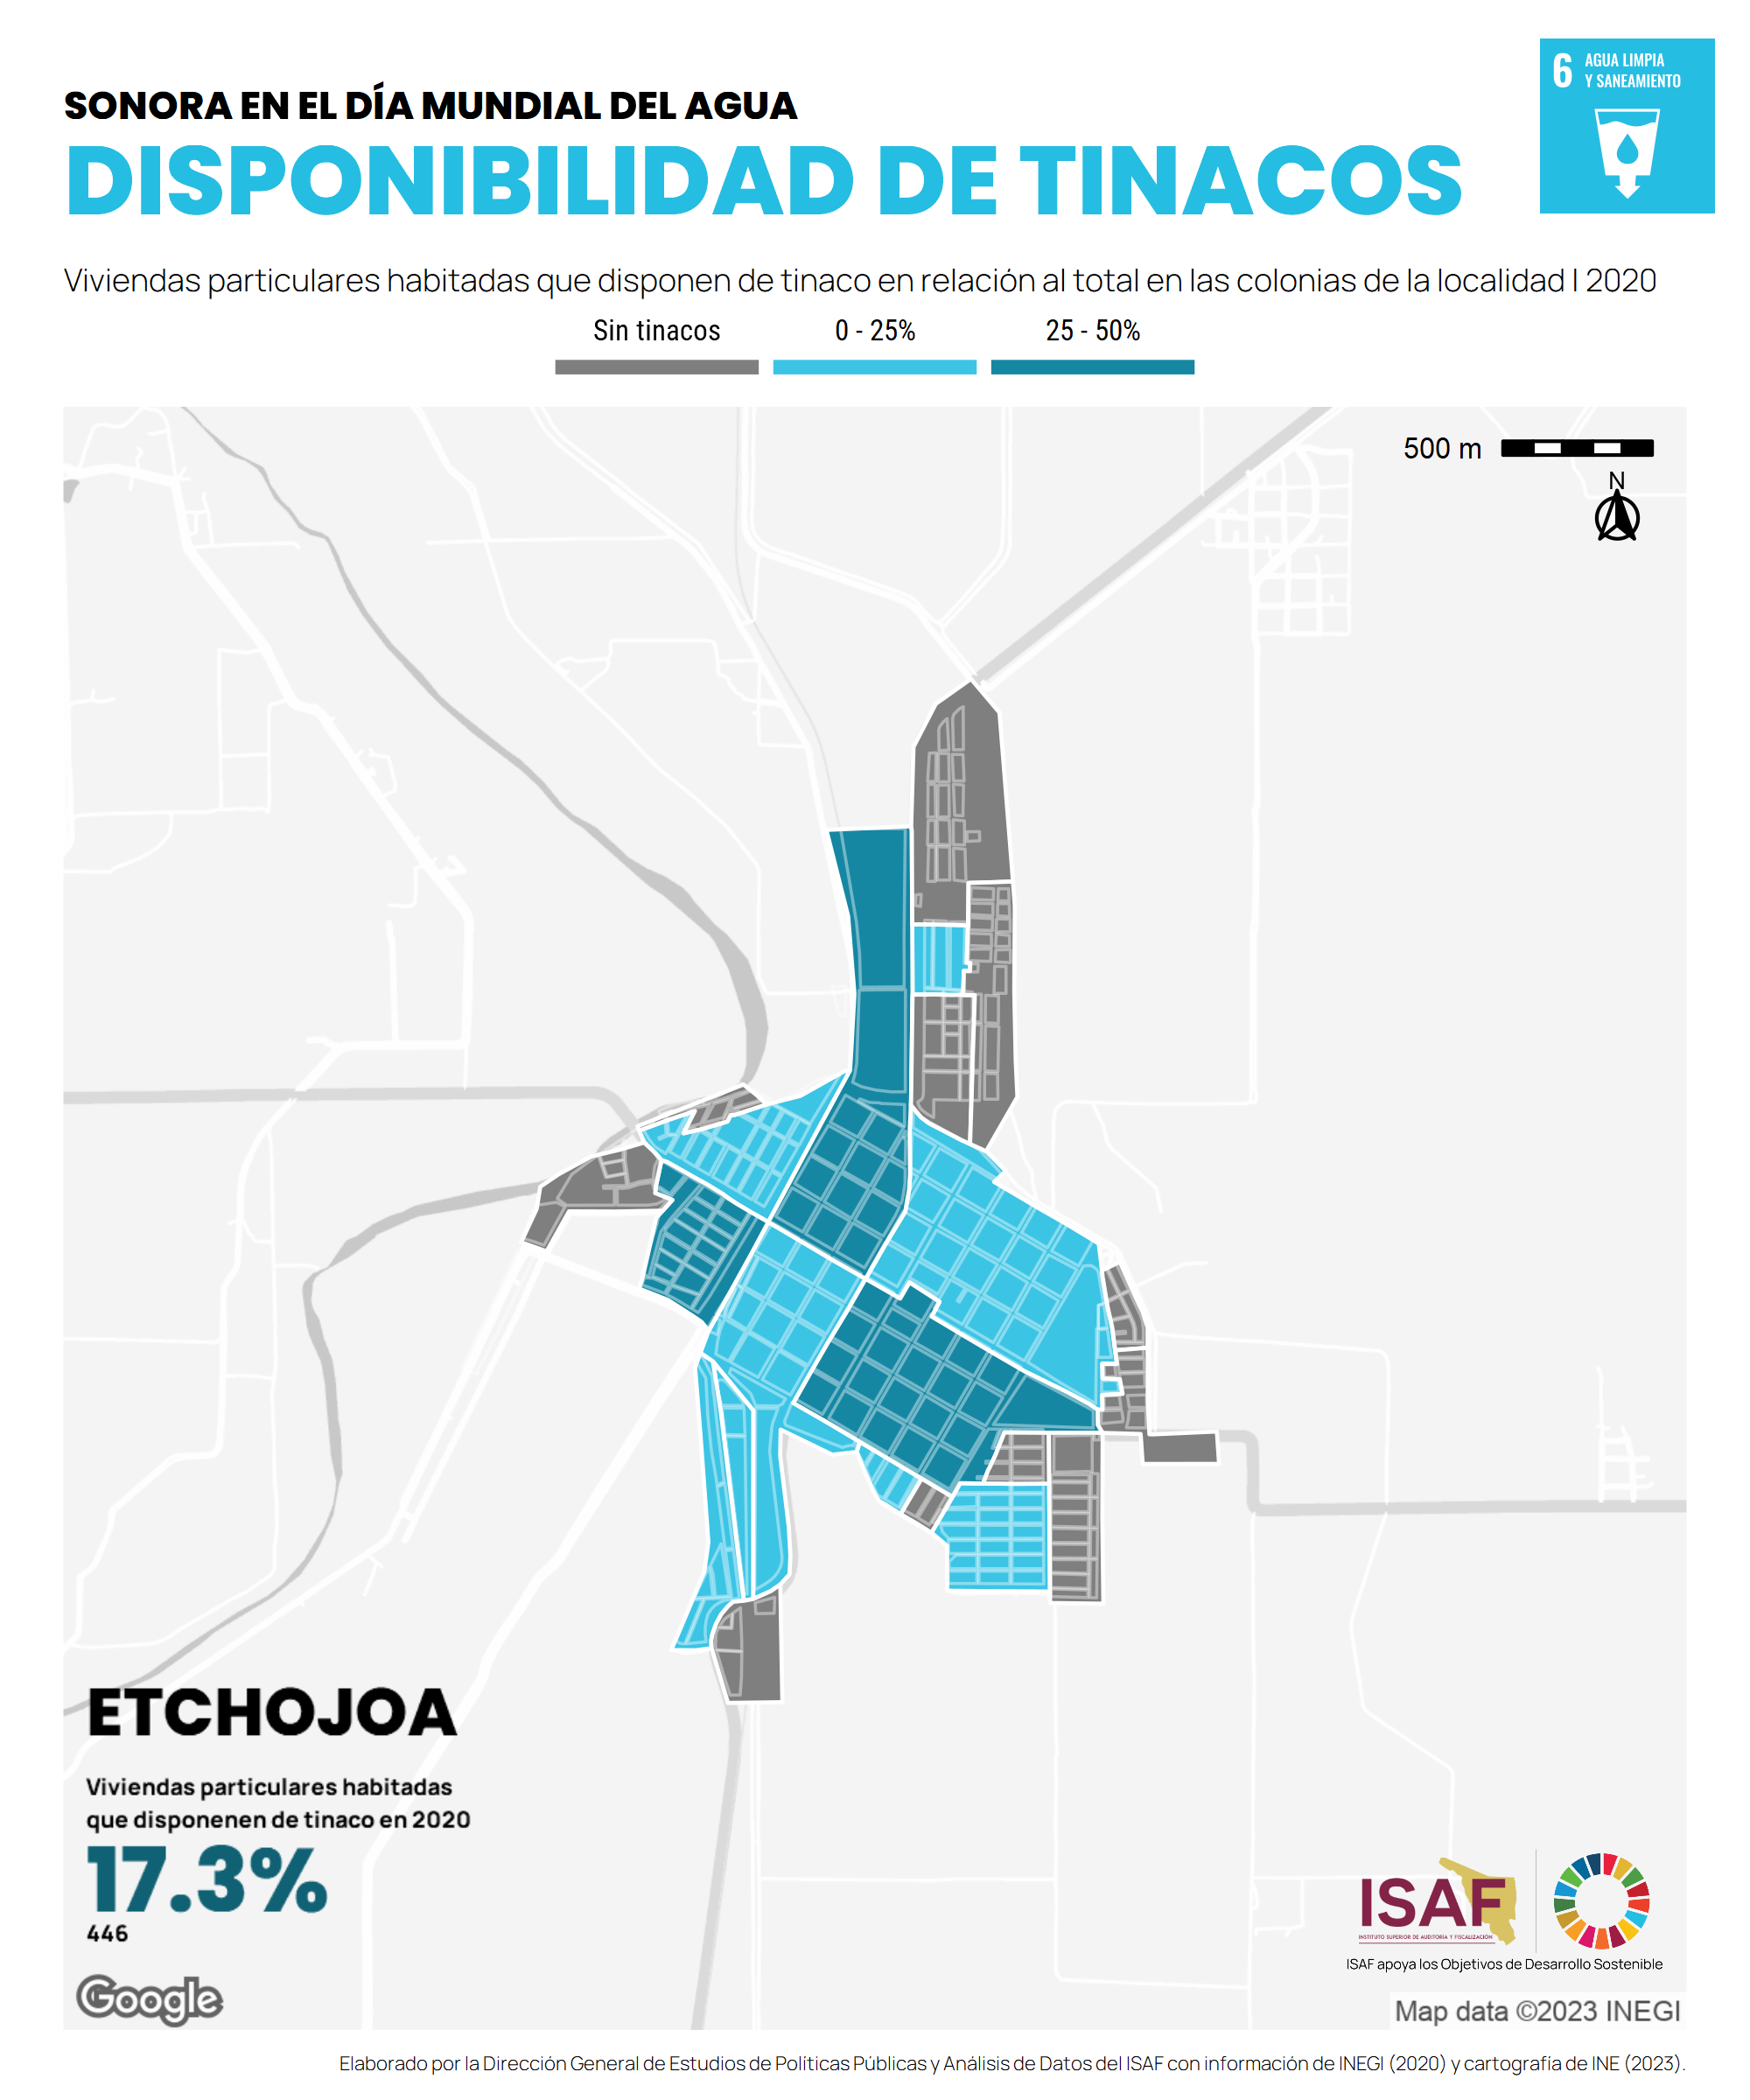 SONORA EN EL DÍA MUNDIAL DEL AGUA
DISPONIBILIDAD DE TINACOS
6 AGUA LIMPIA
Y SANEAMIENTO
Viviendas particulares habitadas que disponen de tinaco en relación al total en las colonias de la localidad | 2020
Sin tinacos
0 - 25%
25 - 50%
500 m
N
ETCHOJOA
Viviendas particulares habitadas
que disponenen de tinaco en 2020
17.3%
446
Google
ISAF
INSTITUTO SUPERIOR DE AUDITORÍA Y FISCALIZACIÓN
ISAF apoya los Objetivos de Desarrollo Sostenible
Map data ©2023 INEGI
Elaborado por la Dirección General de Estudios de Políticas Públicas y Análisis de Datos del ISAF con información de INEGI (2020) y cartografía de INE (2023).